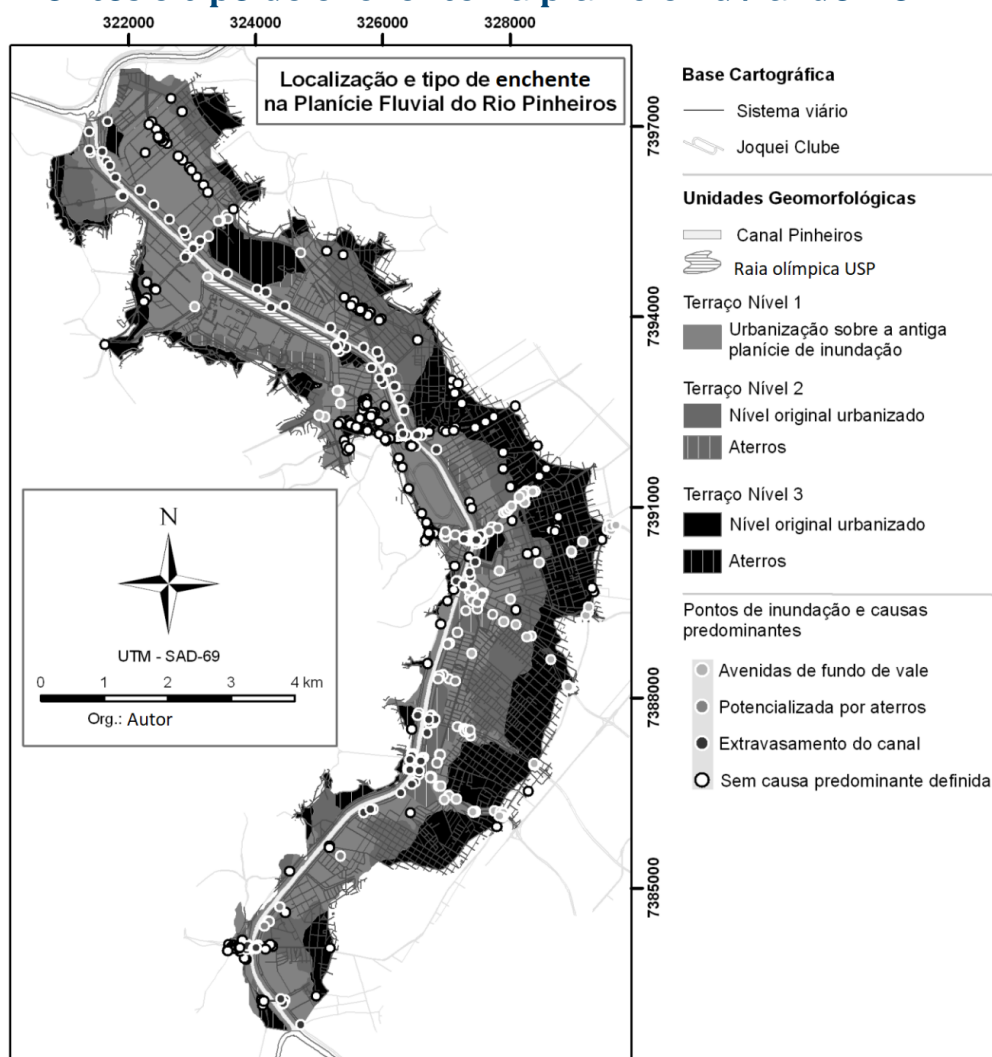 322000
324000
326000
328000
Localização e tipo de enchente
na Planície Fluvial do Rio Pinheiros
7397000
7394000
7391000
7388000
7385000
N
UTM - SAD-69
0 1 2 3 4 km
Org.: Autor
Base Cartográfica
Sistema viário
Joquei Clube
Unidades Geomorfológicas
Canal Pinheiros
Raia olímpica USP
Terraço Nível 1
Urbanização sobre a antiga
planície de inundação
Terraço Nível 2
Nível original urbanizado
Aterros
Terraço Nível 3
Nível original urbanizado
Aterros
Pontos de inundação e causas
predominantes
Avenidas de fundo de vale
Potencializada por aterros
Extravasamento do canal
Sem causa predominante definida